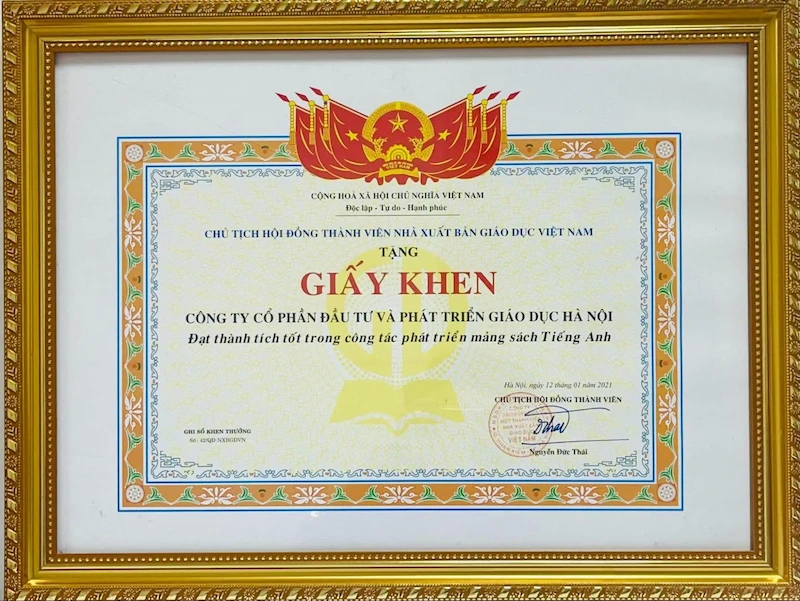 CỘNG HOÀ XÃ HỘI CHỦ NGHĨA VIỆT NAM
Độc lập - Tự do - Hạnh phúc
CHỦ TỊCH HỘI ĐỒNG THÀNH VIÊN NHÀ XUẤT BẢN GIÁO DỤC VIỆT NAM
TẶNG
GIẤY KHEN
CÔNG TY CỔ PHẦN ĐẦU TƯ VÀ PHÁT TRIỂN GIÁO DỤC HÀ NỘI
Đạt thành tích tốt trong công tác phát triển mảng sách Tiếng Anh
Hà Nội, ngày 12 tháng 01 năm 2021
CHỦ TỊCH HỘI ĐỒNG THÀNH VIÊN
GHI SỔ KHEN THƯỞNG
Số: 42/QĐ-NXBGDVN
Nguyễn Đức Thái